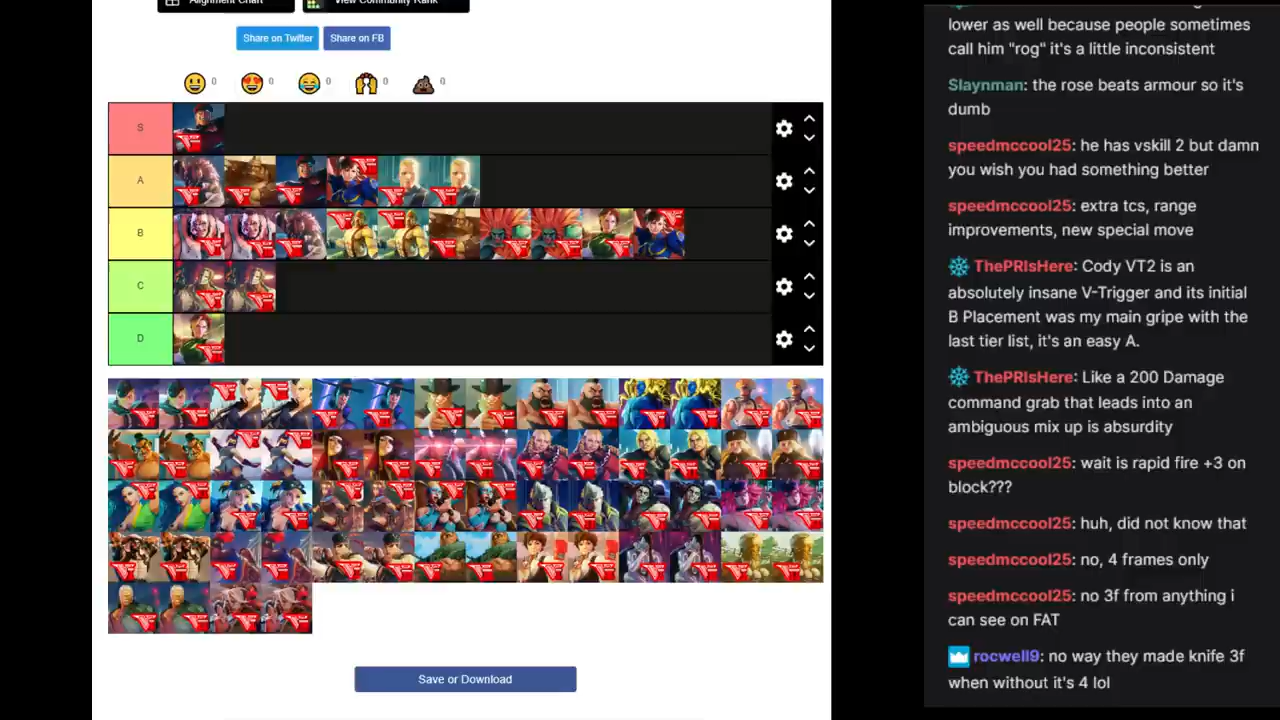 Alignment Chart
View Community Rank
Share on Twitter
Share on FB
0
0
0
0
0
S
A
B
C
D
Save or Download
lower as well because people sometimes
call him "rog" it's a little inconsistent
Slaynman: the rose beats armour so it's
dumb
speedmccool25: he has vskill 2 but damn
you wish you had something better
speedmccool25: extra tcs, range
improvements, new special move
ThePRIsHere: Cody VT2 is an
absolutely insane V-Trigger and its initial
B Placement was my main gripe with the
last tier list, it's an easy A.
ThePRIsHere: Like a 200 Damage
command grab that leads into an
ambiguous mix up is absurdity
speedmccool25: wait is rapid fire +3 on
block???
speedmccool25: huh, did not know that
speedmccool25: no, 4 frames only
speedmccool25: no 3f from anything i
can see on FAT
rocwell9: no way they made knife 3f
when without it's 4 lol